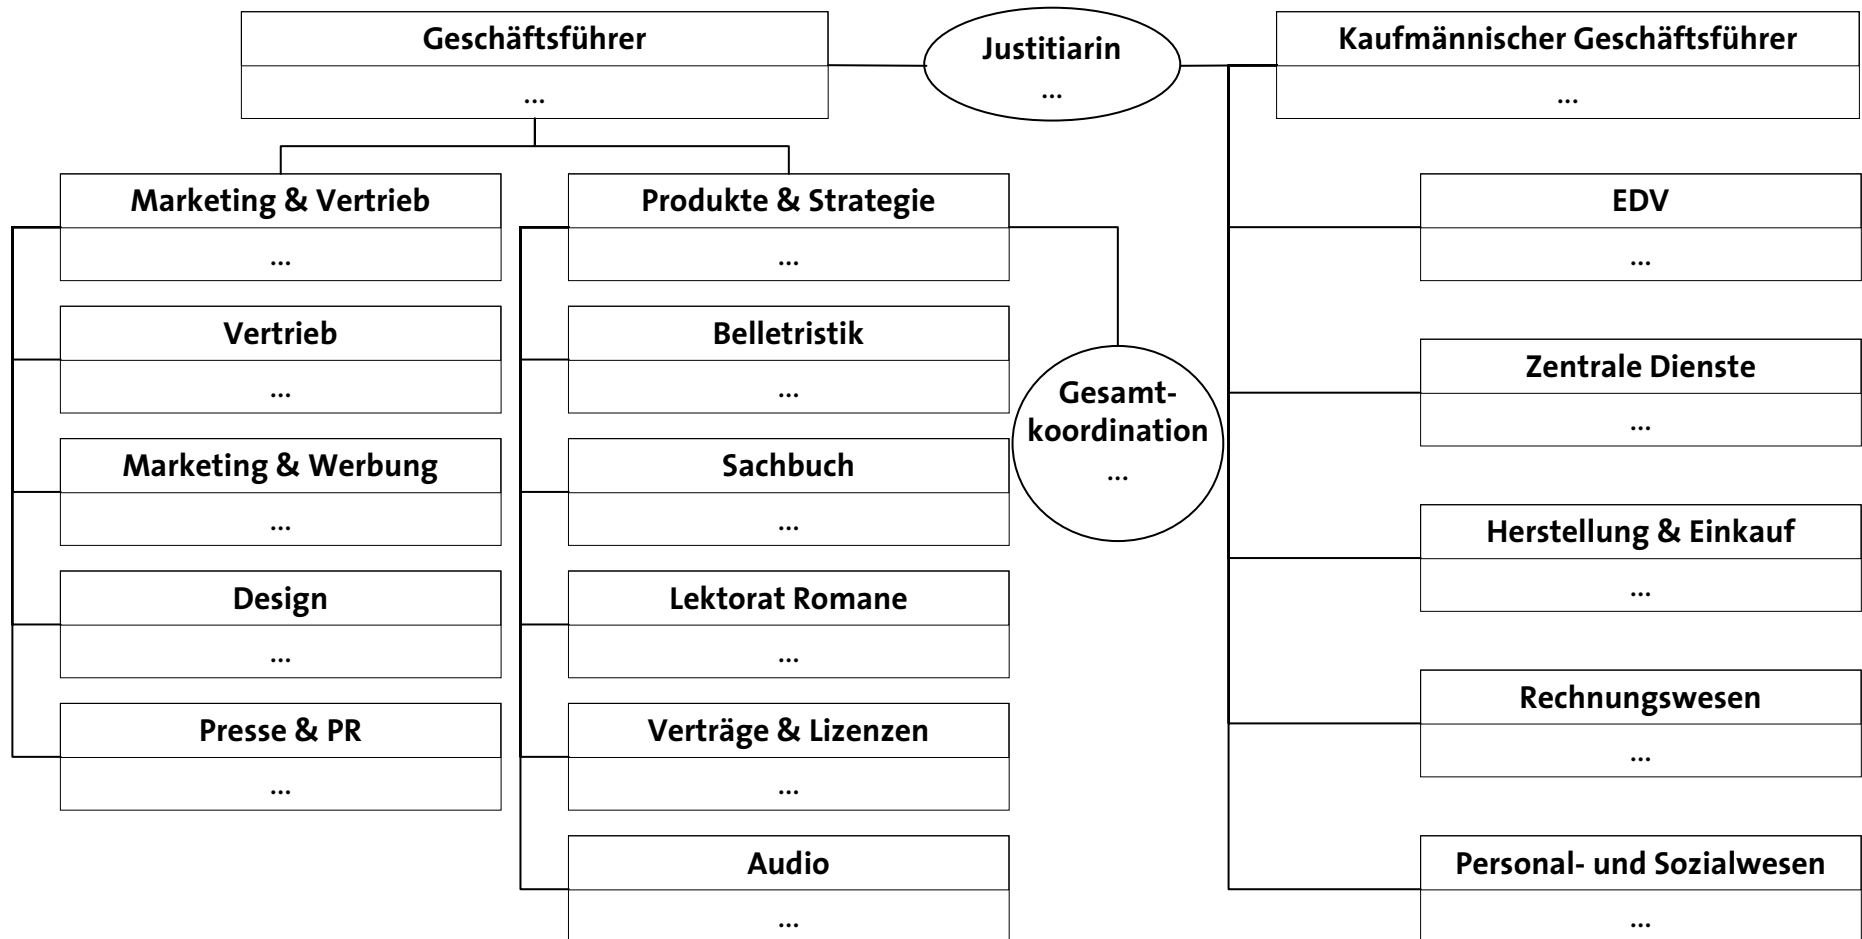 Geschäftsführer
...
Justitiarin
...
Kaufmännischer Geschäftsführer
...
Marketing & Vertrieb
...
Vertrieb
...
Marketing & Werbung
...
Design
...
Presse & PR
...
Produkte & Strategie
...
Belletristik
...
Sachbuch
...
Lektorat Romane
...
Verträge & Lizenzen
...
Audio
...
Gesamt-
koordination
...
EDV
...
Zentrale Dienste
...
Herstellung & Einkauf
...
Rechnungswesen
...
Personal- und Sozialwesen
...